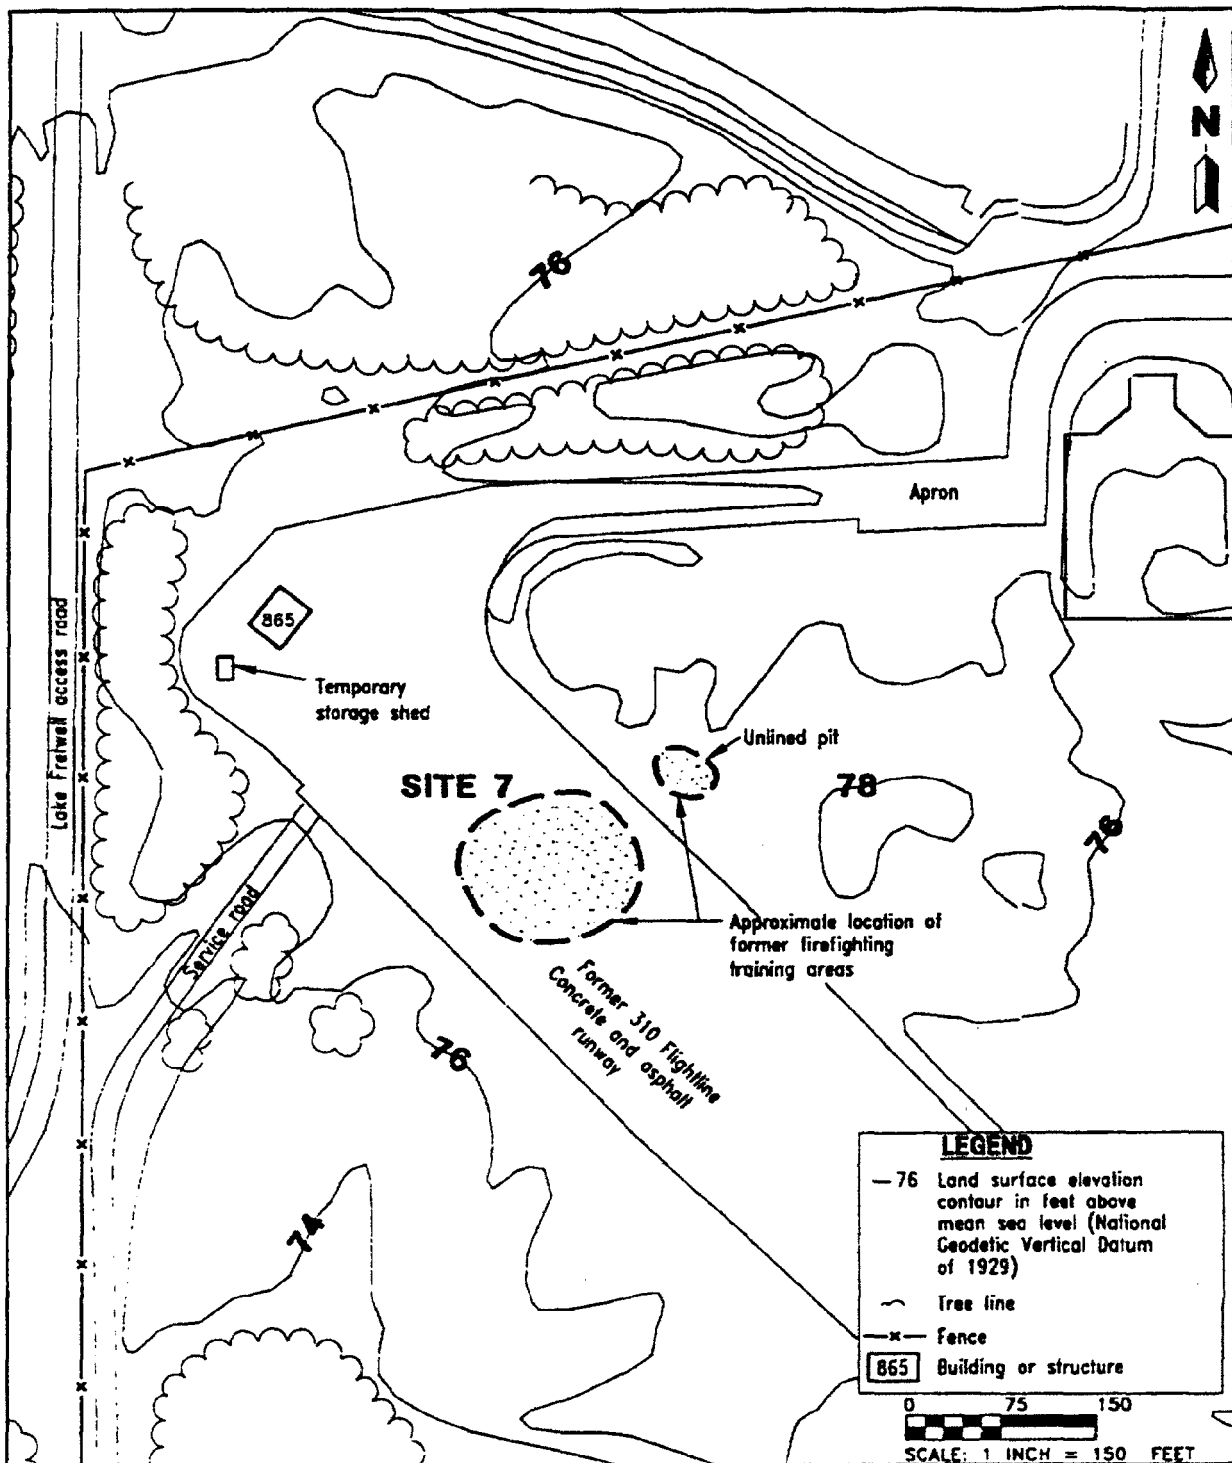 N
76
Apron
865
Lake Fretwell access road
Temporary
storage shed
Unlined pit
SITE 7
78
76
Service road
Approximate location of
former firefighting
training areas
Former 310 Flightline
Concrete and asphalt
runway
76
74
LEGEND
—76 Land surface elevation
contour in feet above
mean sea level (National
Geodetic Vertical Datum
of 1929)
Tree line
—x— Fence
865 Building or structure
0 75 150
SCALE: 1 INCH = 150 FEET